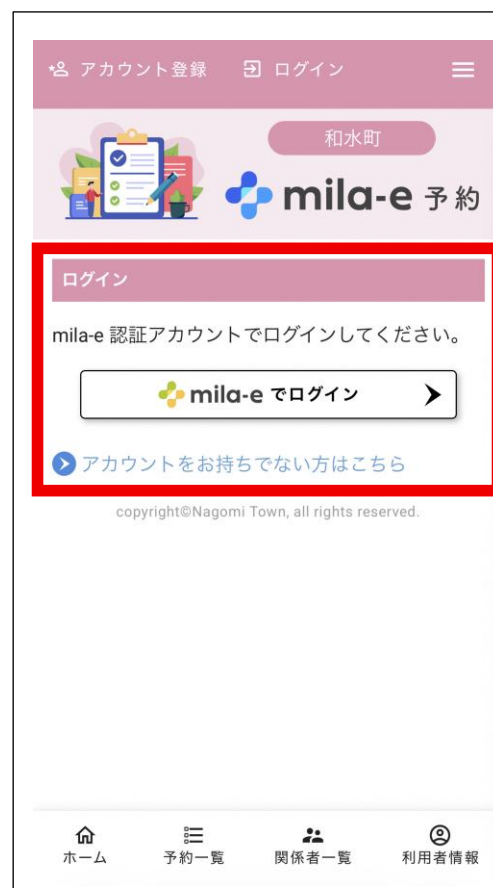 アカウント登録 ログイン
和水町
mila-e 予約
ログイン
mila-e 認証アカウントでログインしてください。
mila-e でログイン
アカウントをお持ちでない方はこちら
copyright©Nagomi Town, all rights reserved.
ホーム 予約一覧 関係者一覧 利用者情報